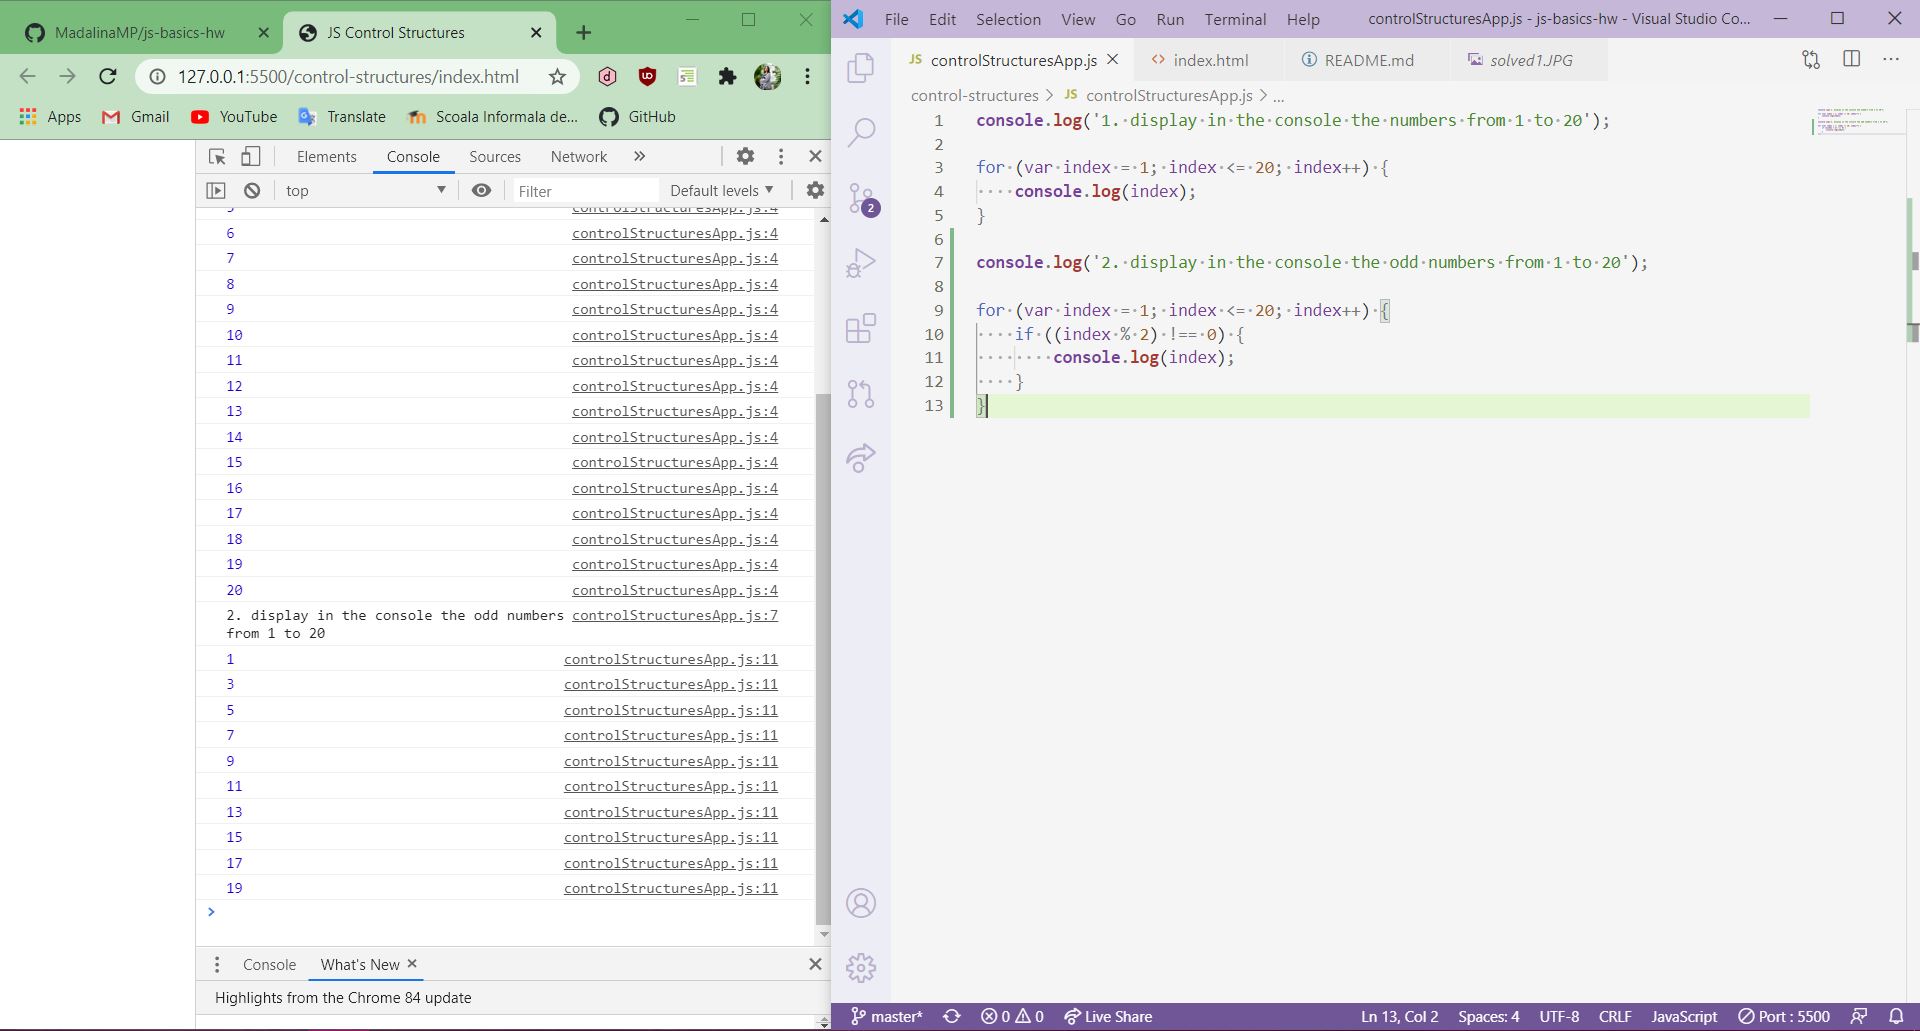 MadalinaMP/js-basics-hw
JS Control Structures
127.0.0.1:5500/control-structures/index.html
Apps
Gmail
YouTube
Translate
Scoala Informala de...
GitHub
Elements
Console
Sources
Network
top
Filter
Default levels
5 controlStructuresApp.js:4
6 controlStructuresApp.js:4
7 controlStructuresApp.js:4
8 controlStructuresApp.js:4
9 controlStructuresApp.js:4
10 controlStructuresApp.js:4
11 controlStructuresApp.js:4
12 controlStructuresApp.js:4
13 controlStructuresApp.js:4
14 controlStructuresApp.js:4
15 controlStructuresApp.js:4
16 controlStructuresApp.js:4
17 controlStructuresApp.js:4
18 controlStructuresApp.js:4
19 controlStructuresApp.js:4
20 controlStructuresApp.js:4
2. display in the console the odd numbers controlStructuresApp.js:7
from 1 to 20
1 controlStructuresApp.js:11
3 controlStructuresApp.js:11
5 controlStructuresApp.js:11
7 controlStructuresApp.js:11
9 controlStructuresApp.js:11
11 controlStructuresApp.js:11
13 controlStructuresApp.js:11
15 controlStructuresApp.js:11
17 controlStructuresApp.js:11
19 controlStructuresApp.js:11
Console
What's New
Highlights from the Chrome 84 update
File Edit Selection View Go Run Terminal Help
controlStructuresApp.js - js-basics-hw - Visual Studio Co...
JS controlStructuresApp.js
index.html
README.md
solved1.JPG
control-structures > JS controlStructuresApp.js > ...
2
1 console.log('1. display in the console the numbers from 1 to 20');
2
3 for (var index = 1; index <= 20; index++) {
4 console.log(index);
5 }
6
7 console.log('2. display in the console the odd numbers from 1 to 20');
8
9 for (var index = 1; index <= 20; index++) {
10 if ((index % 2) !== 0) {
11 console.log(index);
12 }
13 }
master*
0 0
Live Share
Ln 13, Col 2
Spaces: 4
UTF-8
CRLF
JavaScript
Port : 5500